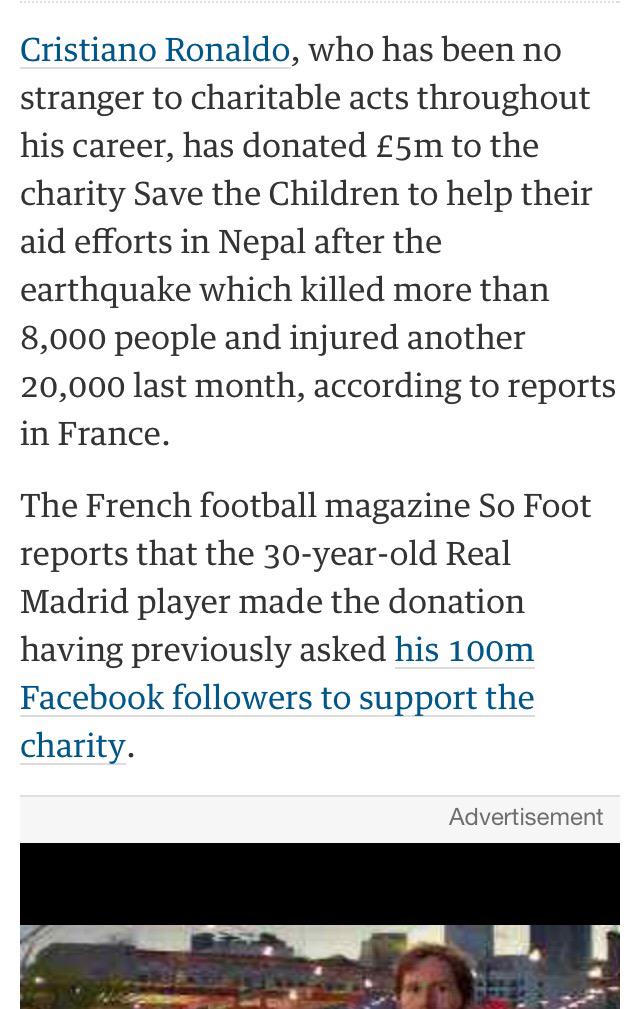 Cristiano Ronaldo, who has been no
stranger to charitable acts throughout
his career, has donated £5m to the
charity Save the Children to help their
aid efforts in Nepal after the
earthquake which killed more than
8,000 people and injured another
20,000 last month, according to reports
in France.
The French football magazine So Foot
reports that the 30-year-old Real
Madrid player made the donation
having previously asked his 100m
Facebook followers to support the
charity.
Advertisement